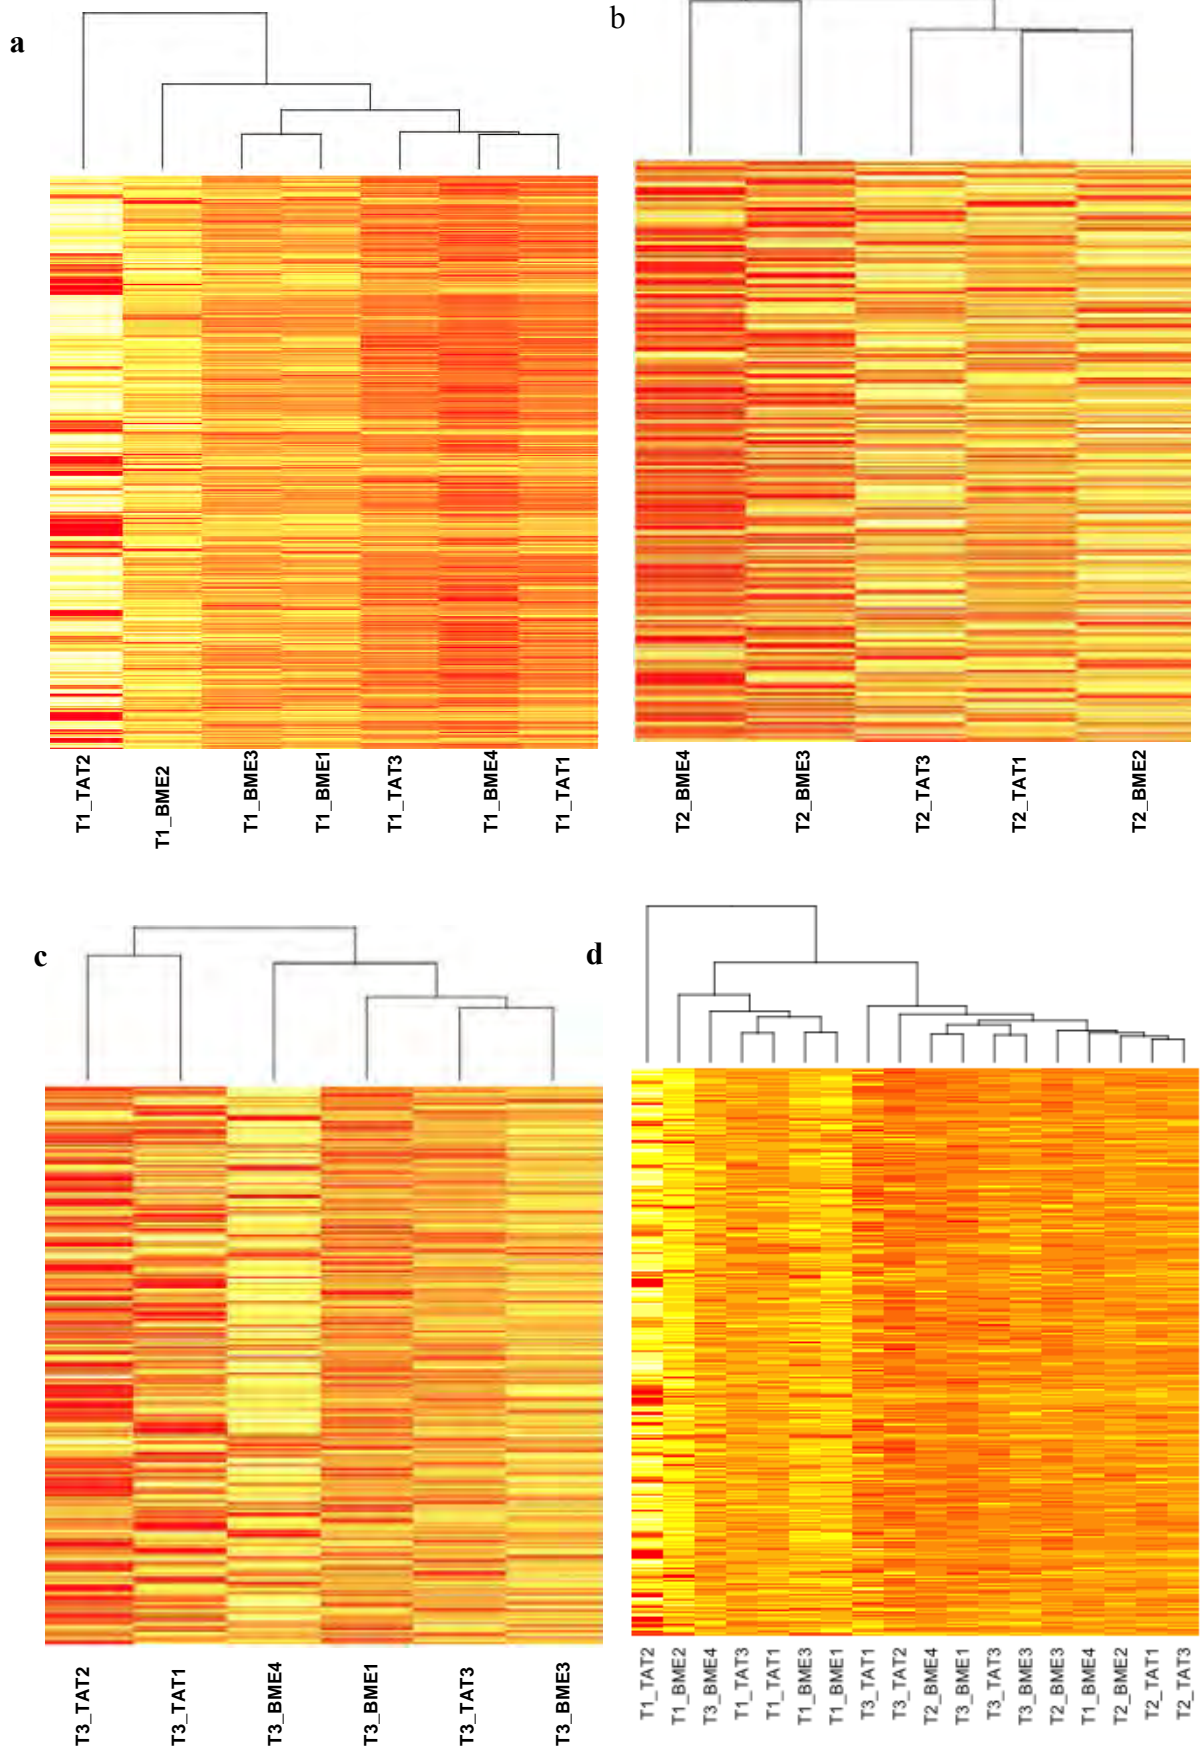 a
b
T1_TAT2
T1_BME2
T1_BME3
T1_BME1
T1_TAT3
T1_BME4
T1_TAT1
T2_BME4
T2_BME3
T2_TAT3
T2_TAT1
T2_BME2
c
d
T3_TAT2
T3_TAT1
T3_BME4
T3_BME1
T3_TAT3
T3_BME3
T1_TAT2
T1_BME2
T3_BME4
T1_TAT3
T1_TAT1
T1_BME3
T1_BME1
T3_TAT1
T3_TAT2
T2_BME4
T3_BME1
T3_TAT3
T3_BME3
T2_BME3
T1_BME4
T2_BME2
T2_TAT1
T2_TAT3